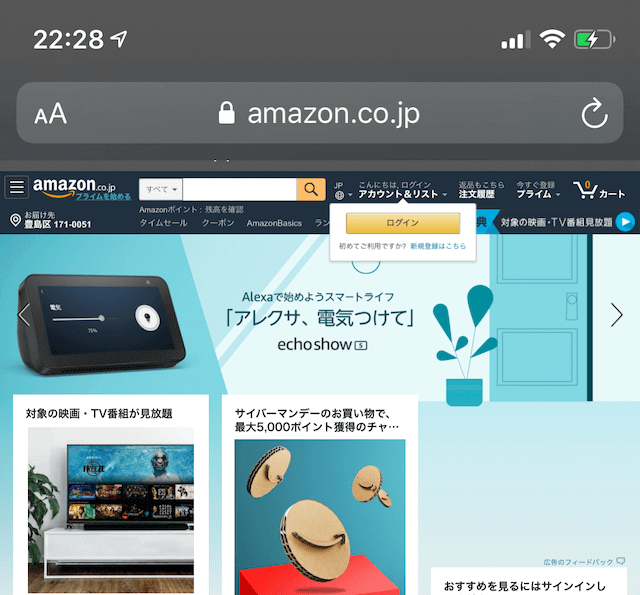 22:28
AA
amazon.co.jp
amazon.co.jp
プライムを始める
すべて
JP
こんにちは, ログイン
アカウント&リスト
返品もこちら
注文履歴
今すぐ登録
プライム
0
カート
お届け先
豊島区 171-0051
Amazonポイント : 残高を確認
タイムセール クーポン AmazonBasics ラン
典 対象の映画・TV番組見放題
ログイン
初めてご利用ですか? 新規登録はこちら
電気
75%
Alexaで始めようスマートライフ
「アレクサ、電気つけて」
echo show 5
対象の映画・TV番組が見放題
サイバーマンデーのお買い物で、
最大5,000ポイント獲得のチャ…
広告のフィードバック
おすすめを見るにはサインインし